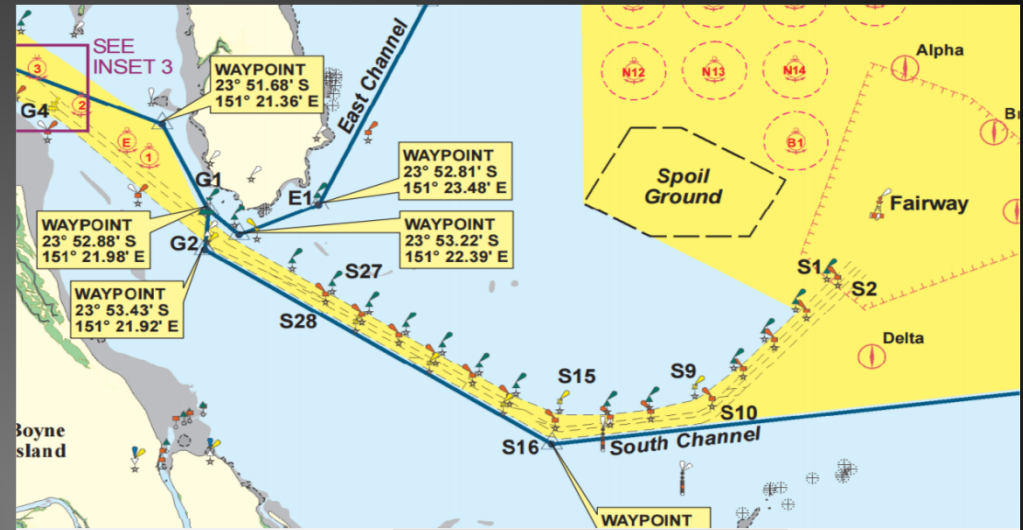 SEE
INSET 3
3
2
G4
E
1
WAYPOINT
23° 51.68' S
151° 21.36' E
East Channel
N12
N13
N14
B1
Alpha
Spoil
Ground
Fairway
WAYPOINT
23° 52.81' S
151° 23.48' E
G1
E1
WAYPOINT
23° 52.88' S
151° 21.98' E
WAYPOINT
23° 53.22' S
151° 22.39' E
G2
WAYPOINT
23° 53.43' S
151° 21.92' E
S27
S28
S1
S2
Delta
S15
S9
S10
S16
South Channel
Boyne
sland
WAYPOINT